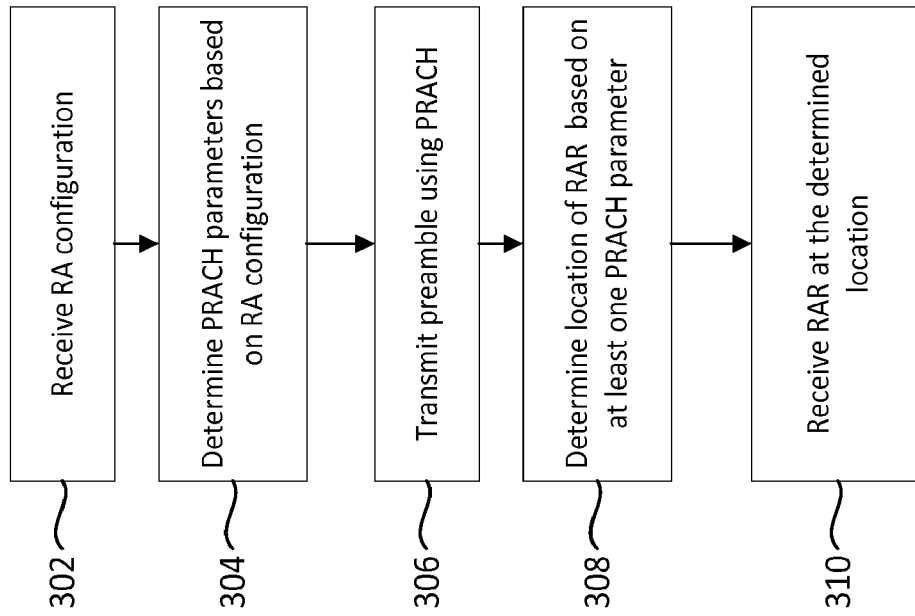 302
Receive RA configuration
304
Determine PRACH parameters based
on RA configuration
306
Transmit preamble using PRACH
308
Determine location of RAR based on
at least one PRACH parameter
310
Receive RAR at the determined
location